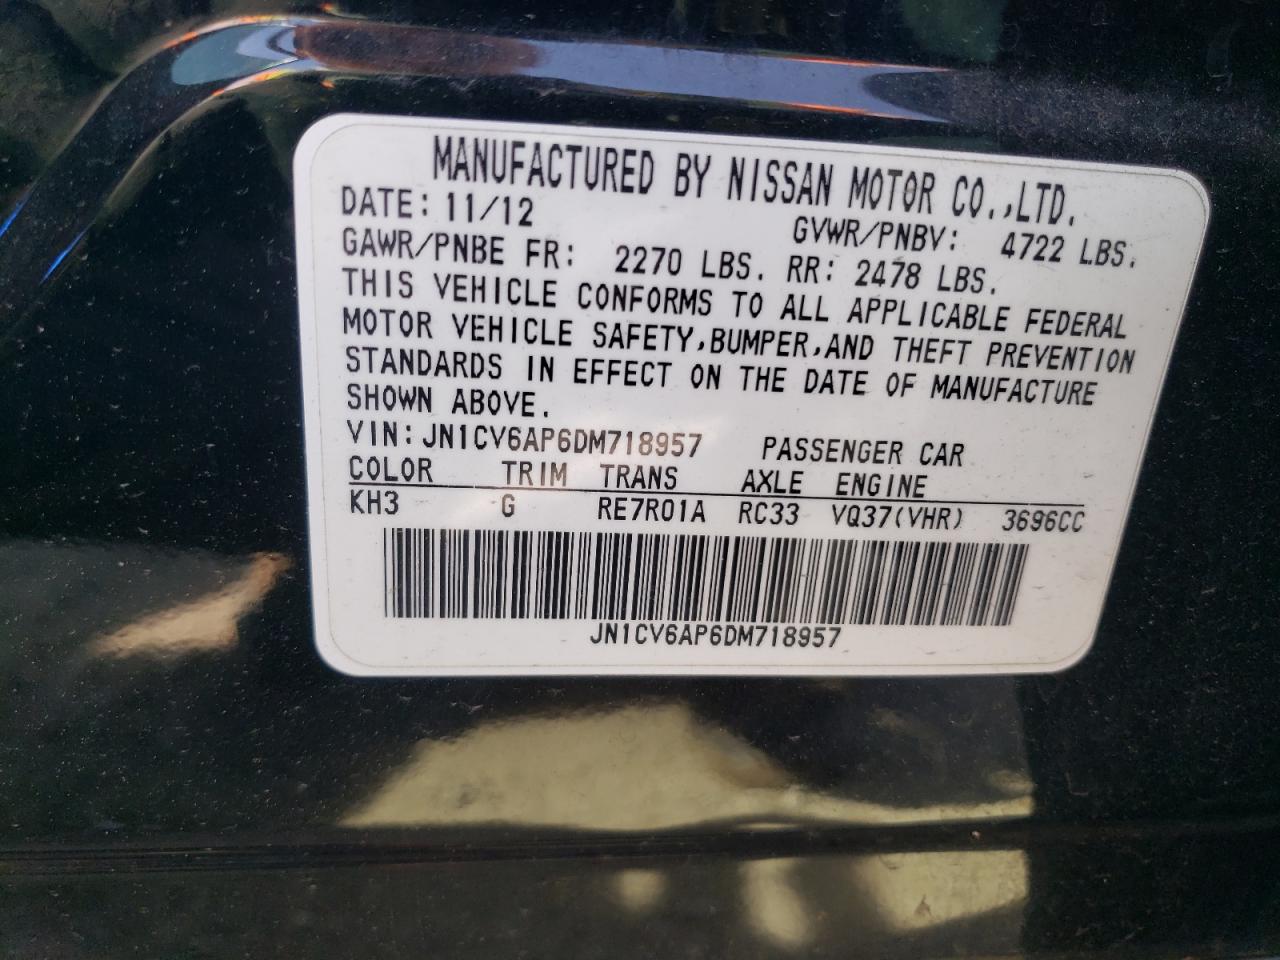 MANUFACTURED BY NISSAN MOTOR CO.,LTD.
DATE: 11/12 GVWR/PNBV: 4722 LBS.
GAWR/PNBE FR: 2270 LBS. RR: 2478 LBS.
THIS VEHICLE CONFORMS TO ALL APPLICABLE FEDERAL
MOTOR VEHICLE SAFETY,BUMPER,AND THEFT PREVENTION
STANDARDS IN EFFECT ON THE DATE OF MANUFACTURE
SHOWN ABOVE.
VIN: JN1CV6AP6DM718957 PASSENGER CAR
COLOR TRIM TRANS AXLE ENGINE
KH3 G RE7R01A RC33 VQ37(VHR) 3696CC
JN1CV6AP6DM718957